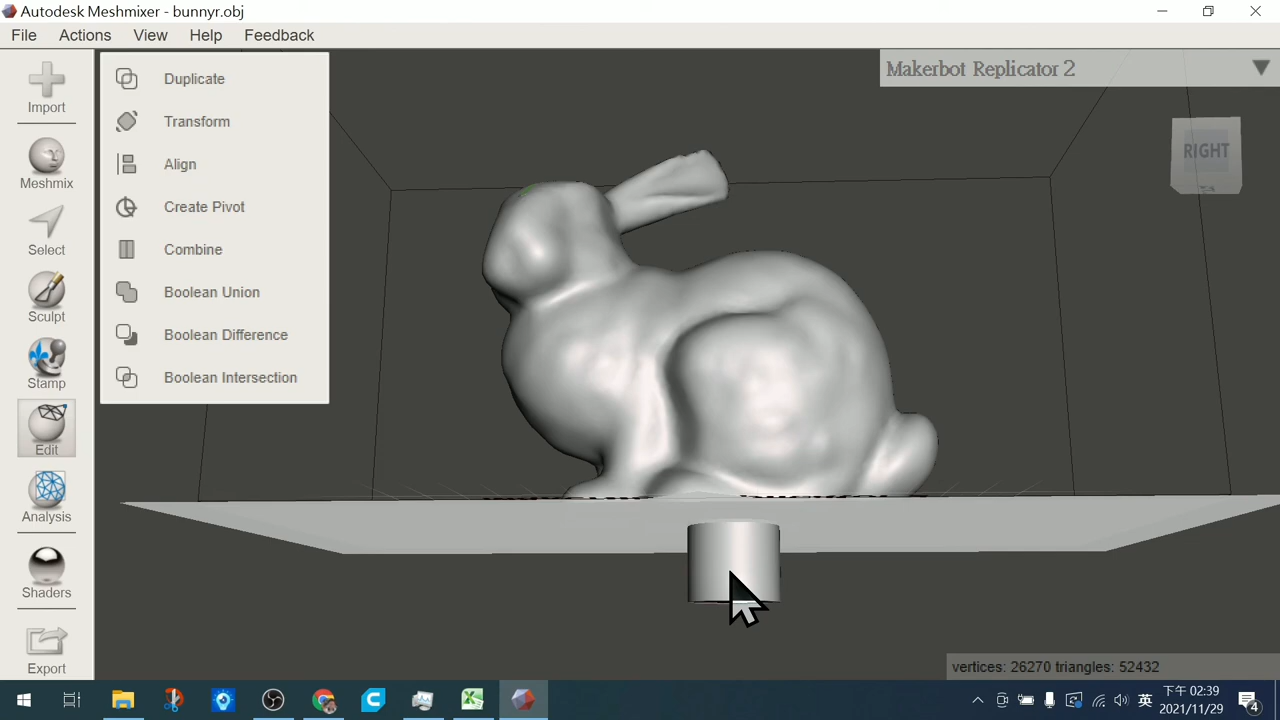 Autodesk Meshmixer - bunnyr.obj
File Actions View Help Feedback
Import
Meshmix
Select
Sculpt
Stamp
Edit
Analysis
Shaders
Export
Duplicate
Transform
Align
Create Pivot
Combine
Boolean Union
Boolean Difference
Boolean Intersection
Makerbot Replicator 2
RIGHT
vertices: 26270 triangles: 52432
英
下午 02:39
2021/11/29
4